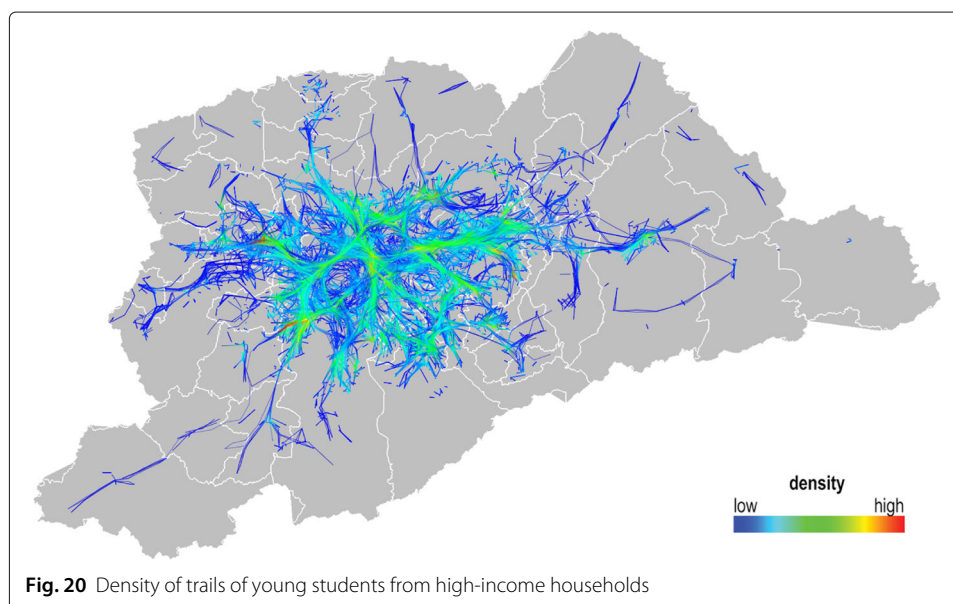 density
low high
Fig. 20 Density of trails of young students from high-income households